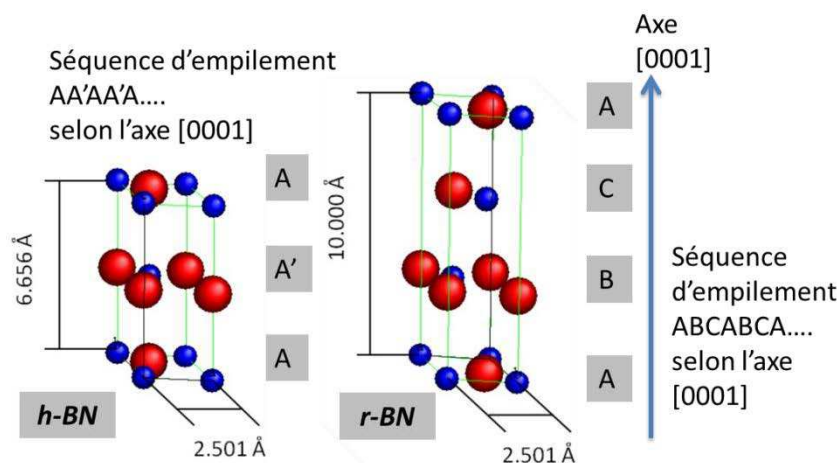 Séquence d'empilement
AA'AA'A....
selon l'axe [0001]
A
A'
A
6.656 Å
2.501 Å
h-BN
10.000 Å
2.501 Å
r-BN
A
C
B
A
Axe
[0001]
Séquence
d'empilement
ABCABCA....
selon l'axe
[0001]